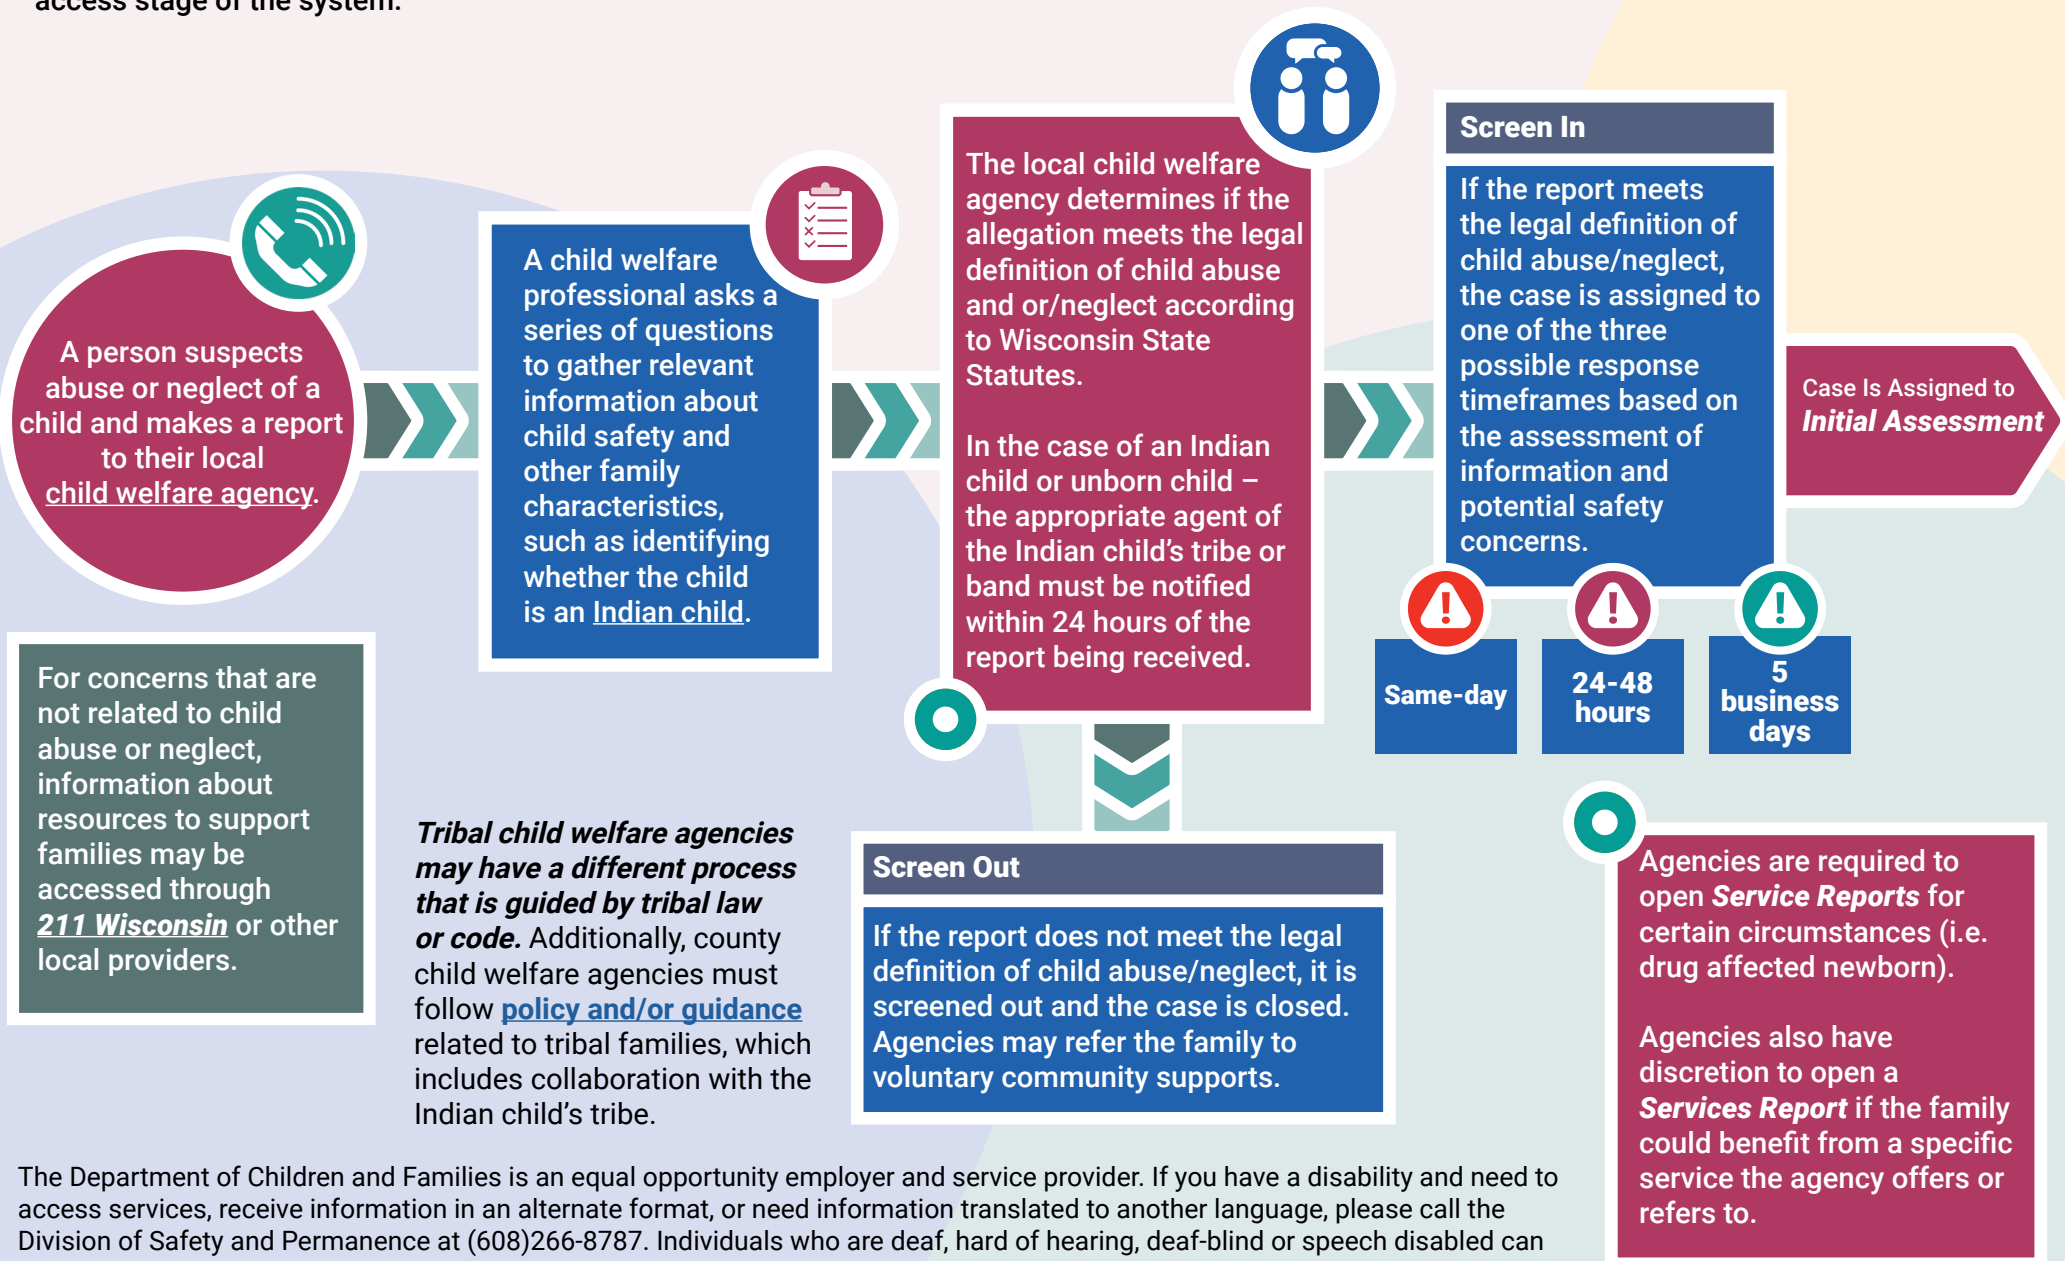 access stage of the system.
A person suspects
abuse or neglect of a
child and makes a report
to their local
child welfare agency.
For concerns that are
not related to child
abuse or neglect,
information about
resources to support
families may be
accessed through
211 Wisconsin or other
local providers.
A child welfare
professional asks a
series of questions
to gather relevant
information about
child safety and
other family
characteristics,
such as identifying
whether the child
is an Indian child.
Tribal child welfare agencies
may have a different process
that is guided by tribal law
or code. Additionally, county
child welfare agencies must
follow policy and/or guidance
related to tribal families, which
includes collaboration with the
Indian child's tribe.
The local child welfare
agency determines if the
allegation meets the legal
definition of child abuse
and or/neglect according
to Wisconsin State
Statutes.
In the case of an Indian
child or unborn child –
the appropriate agent of
the Indian child's tribe or
band must be notified
within 24 hours of the
report being received.
Screen Out
If the report does not meet the legal
definition of child abuse/neglect, it is
screened out and the case is closed.
Agencies may refer the family to
voluntary community supports.
Screen In
If the report meets
the legal definition of
child abuse/neglect,
the case is assigned to
one of the three
possible response
timeframes based on
the assessment of
information and
potential safety
concerns.
Same-day
24-48
hours
5
business
days
Case Is Assigned to
Initial Assessment
Agencies are required to
open Service Reports for
certain circumstances (i.e.
drug affected newborn).
Agencies also have
discretion to open a
Services Report if the family
could benefit from a specific
service the agency offers or
refers to.
The Department of Children and Families is an equal opportunity employer and service provider. If you have a disability and need to
access services, receive information in an alternate format, or need information translated to another language, please call the
Division of Safety and Permanence at (608)266-8787. Individuals who are deaf, hard of hearing, deaf-blind or speech disabled can